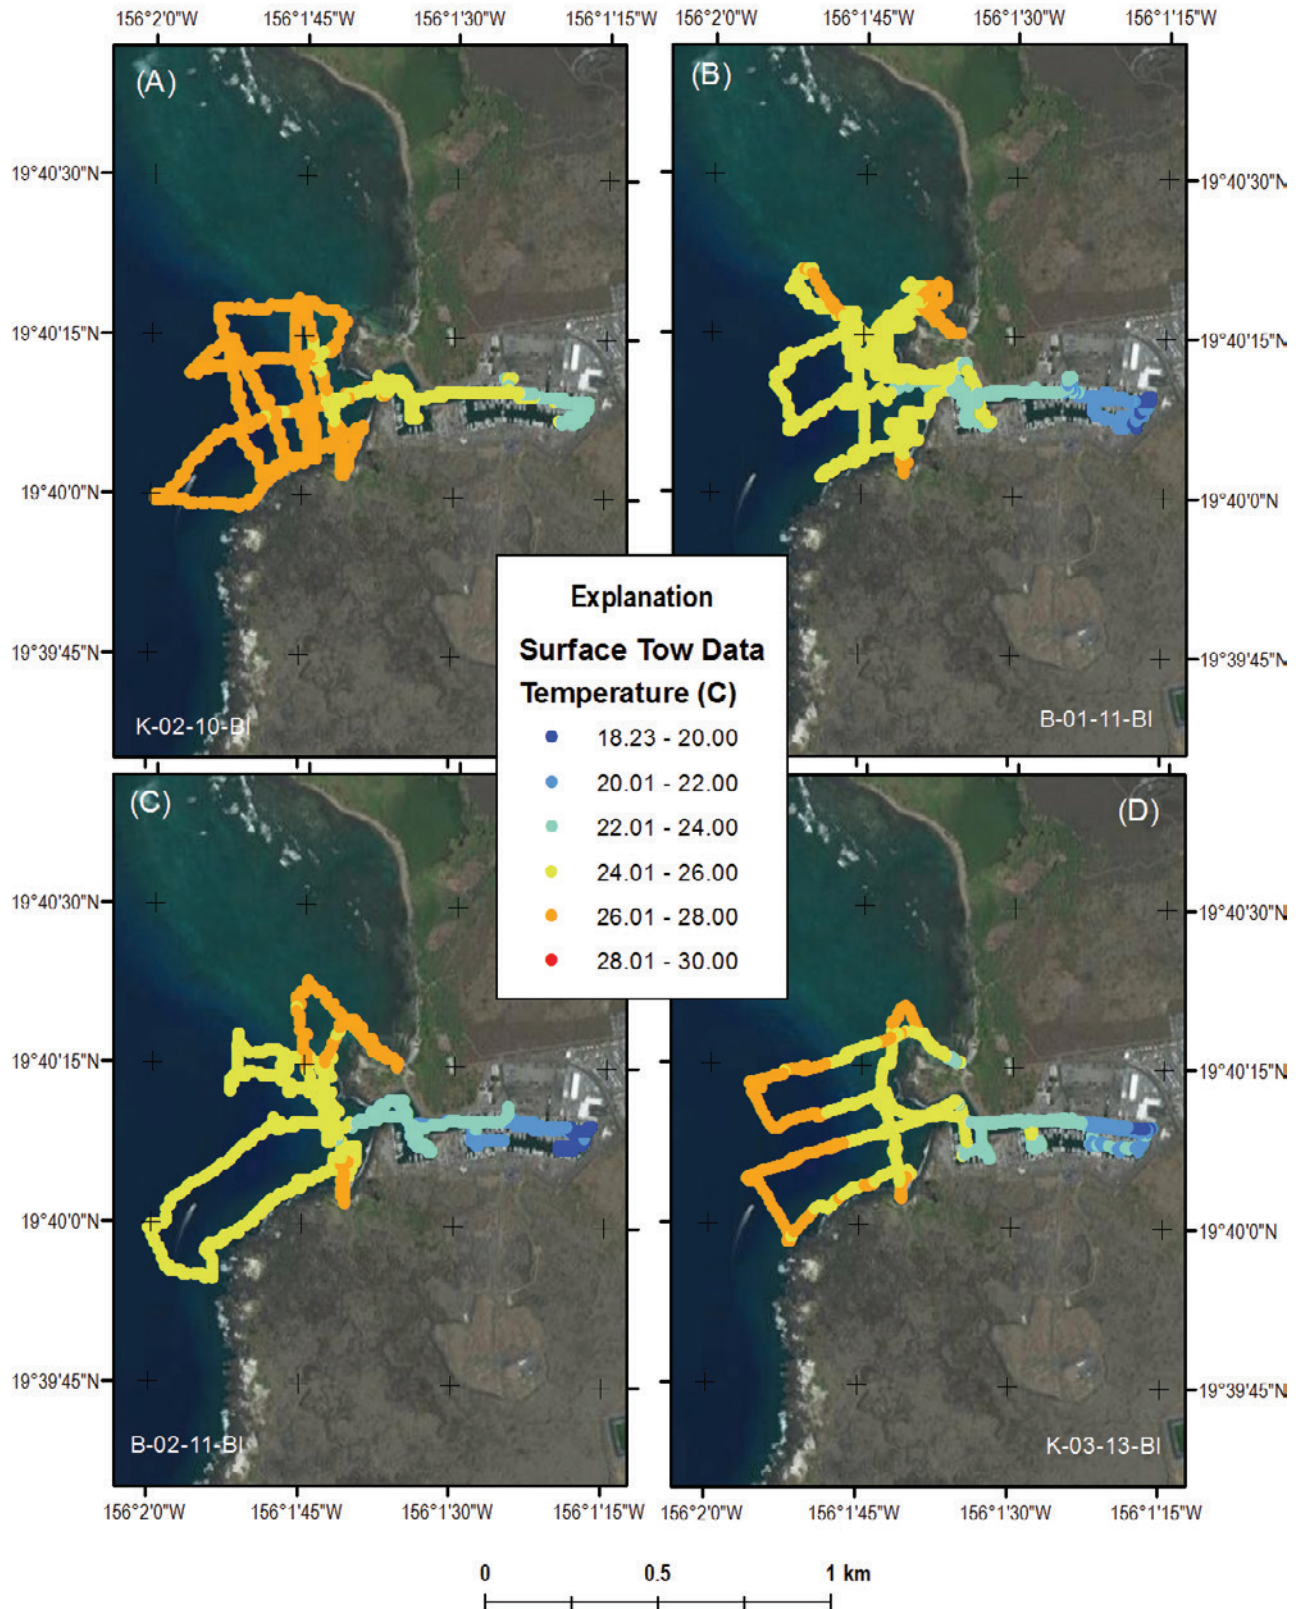 156°2'0"W 156°1'45"W 156°1'30"W 156°1'15"W 156°2'0"W 156°1'45"W 156°1'30"W 156°1'15"W
(A)
(B)
19°40'30"N
19°40'30"N
19°40'15"N
19°40'15"N
19°40'0"N
19°40'0"N
19°39'45"N
19°39'45"N
K-02-10-BI
B-01-11-BI
Explanation
Surface Tow Data
Temperature (C)
18.23 - 20.00
20.01 - 22.00
22.01 - 24.00
24.01 - 26.00
26.01 - 28.00
28.01 - 30.00
(C)
(D)
19°40'30"N
19°40'30"N
19°40'15"N
19°40'15"N
19°40'0"N
19°40'0"N
19°39'45"N
19°39'45"N
B-02-11-BI
K-03-13-BI
156°2'0"W 156°1'45"W 156°1'30"W 156°1'15"W 156°2'0"W 156°1'45"W 156°1'30"W 156°1'15"W
0 0.5 1 km